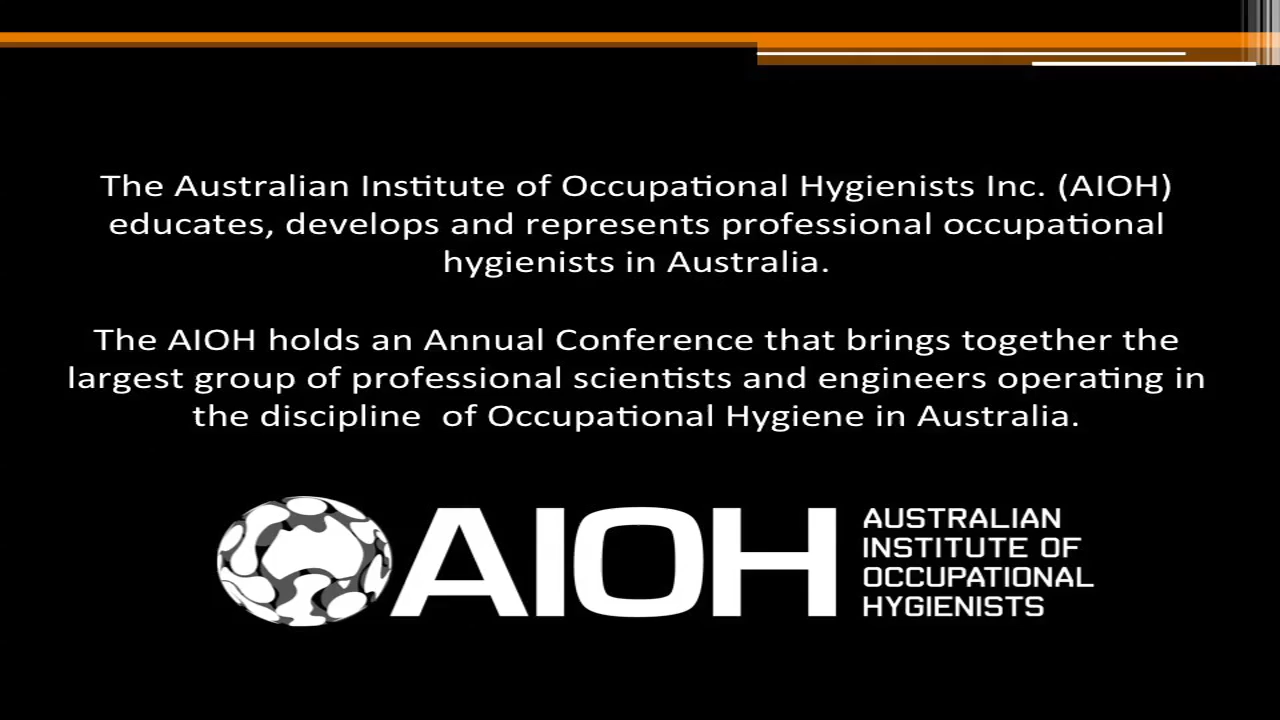 The Australian Institute of Occupational Hygienists Inc. (AIOH)
educates, develops and represents professional occupational
hygienists in Australia.
The AIOH holds an Annual Conference that brings together the
largest group of professional scientists and engineers operating in
the discipline  of Occupational Hygiene in Australia.
AIOH
AUSTRALIAN
INSTITUTE OF
OCCUPATIONAL
HYGIENISTS